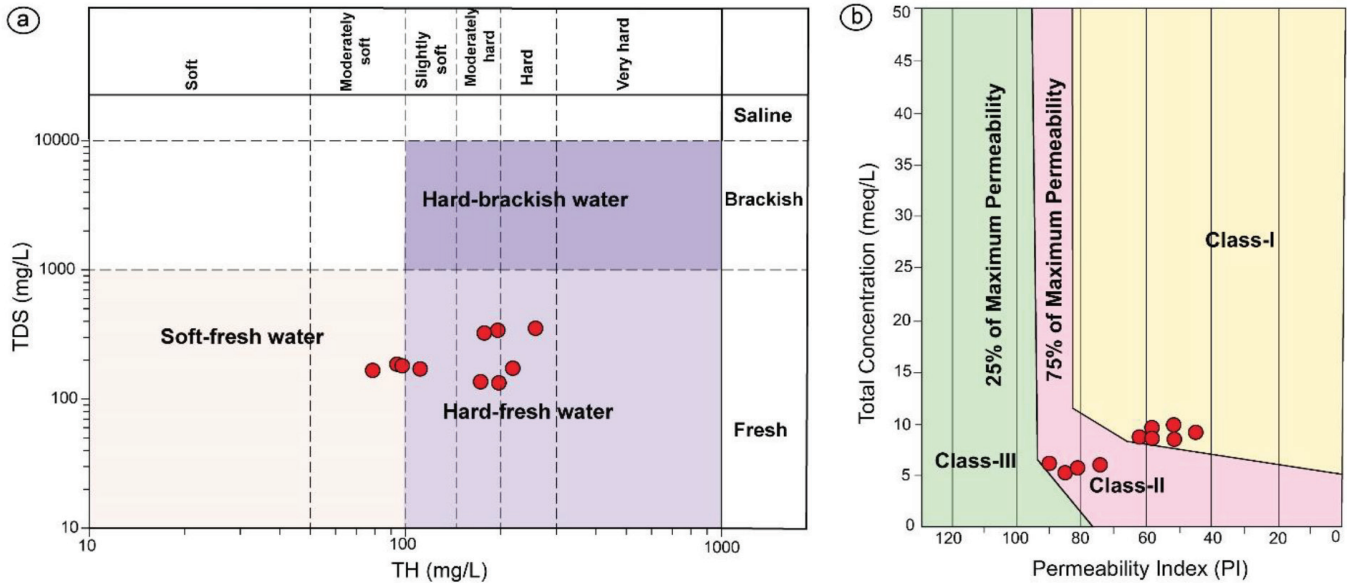 a
Soft
Moderately
soft
Slightly
soft
Moderately
hard
Hard
Very hard
Saline
10000
Hard-brackish water
Brackish
1000
Soft-fresh water
TDS (mg/L)
100
Hard-fresh water
Fresh
10
10
100
1000
TH (mg/L)
b
50
45
40
35
30
25
20
15
10
5
0
Total Concentration (meq/L)
25% of Maximum Permeability
75% of Maximum Permeability
Class-I
Class-III
Class-II
120
100
80
60
40
20
0
Permeability Index (PI)